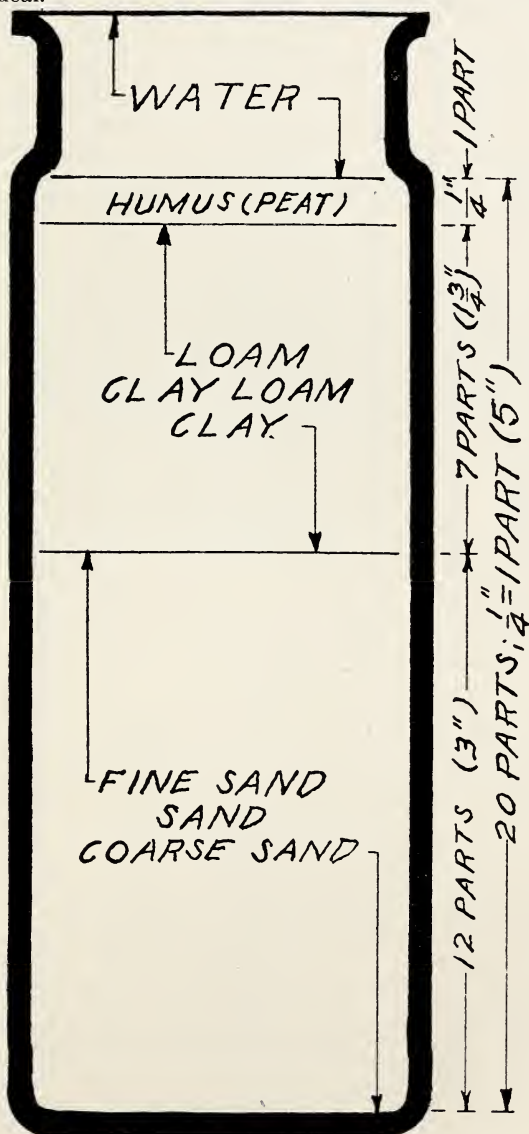 WATER
HUMUS (PEAT)
LOAM
CLAY LOAM
CLAY.
FINE SAND
SAND
COARSE SAND
1 PART
1/4"
7 PARTS (1 3/4")
12 PARTS (3")
20 PARTS; 1/4" = 1 PART (5")